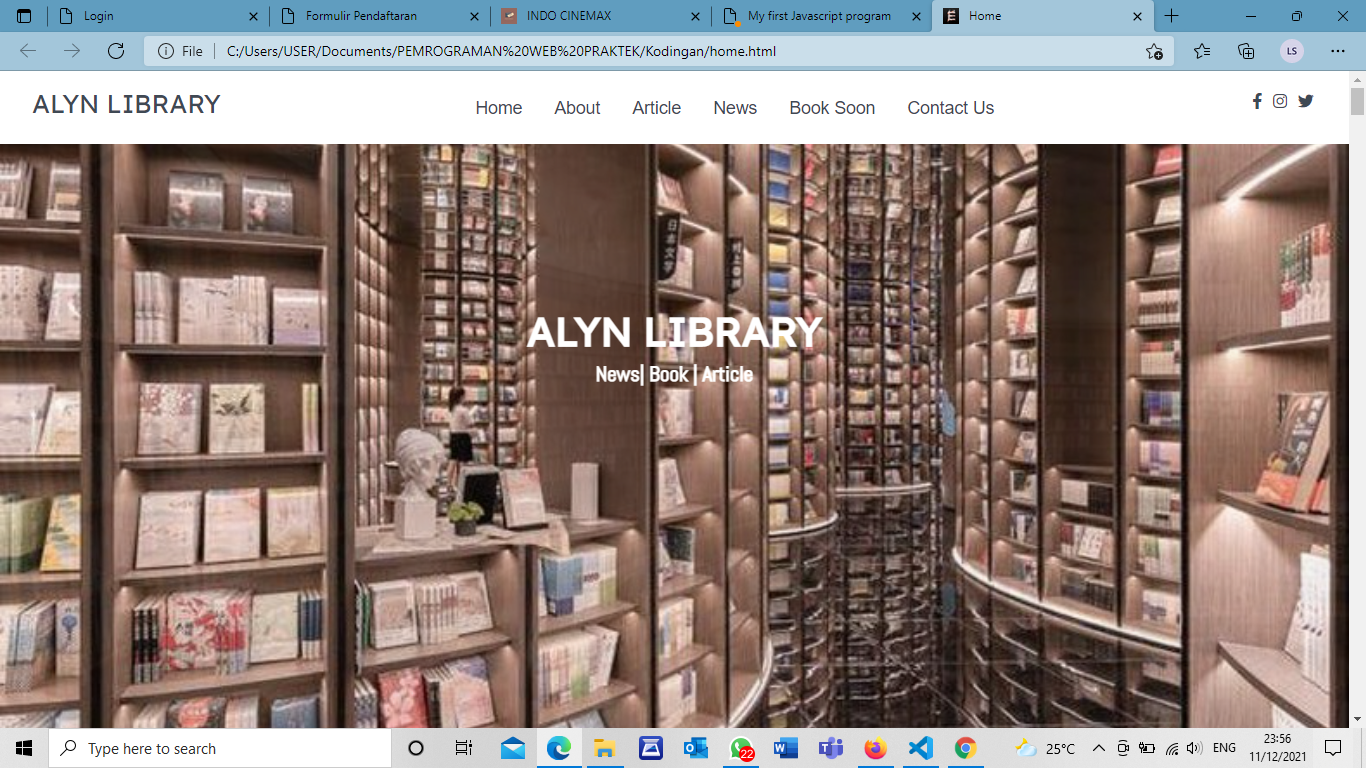 Login
Formulir Pendaftaran
INDO CINEMAX
My first Javascript program
Home
File
C:/Users/USER/Documents/PEMROGRAMAN%20WEB%20PRAKTEK/Kodingan/home.html
LS
ALYN LIBRARY
Home
About
Article
News
Book Soon
Contact Us
ALYN LIBRARY
News| Book | Article
Type here to search
22
25°C
ENG
23:56
11/12/2021